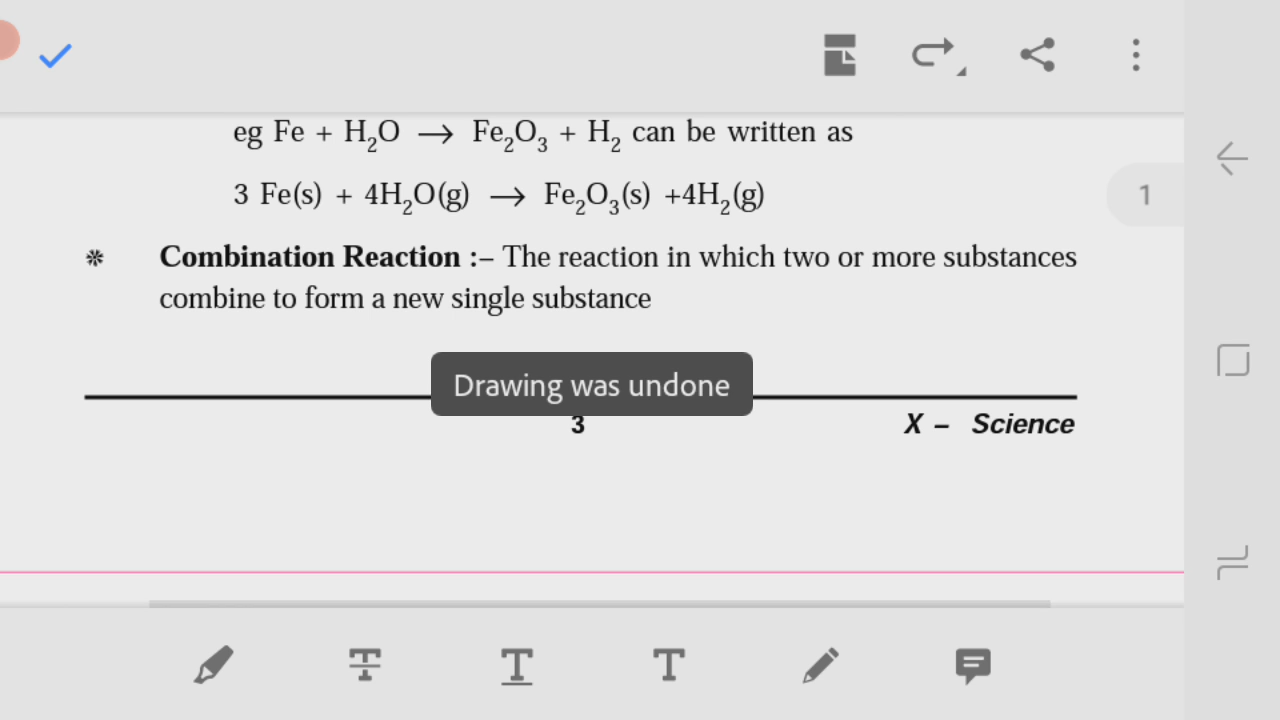 eg Fe + H₂O → Fe₂O₃ + H₂ can be written as
3 Fe(s) + 4H₂O(g) → Fe₂O₃(s) +4H₂(g)
1
* Combination Reaction :– The reaction in which two or more substances
combine to form a new single substance
Drawing was undone
3 X – Science